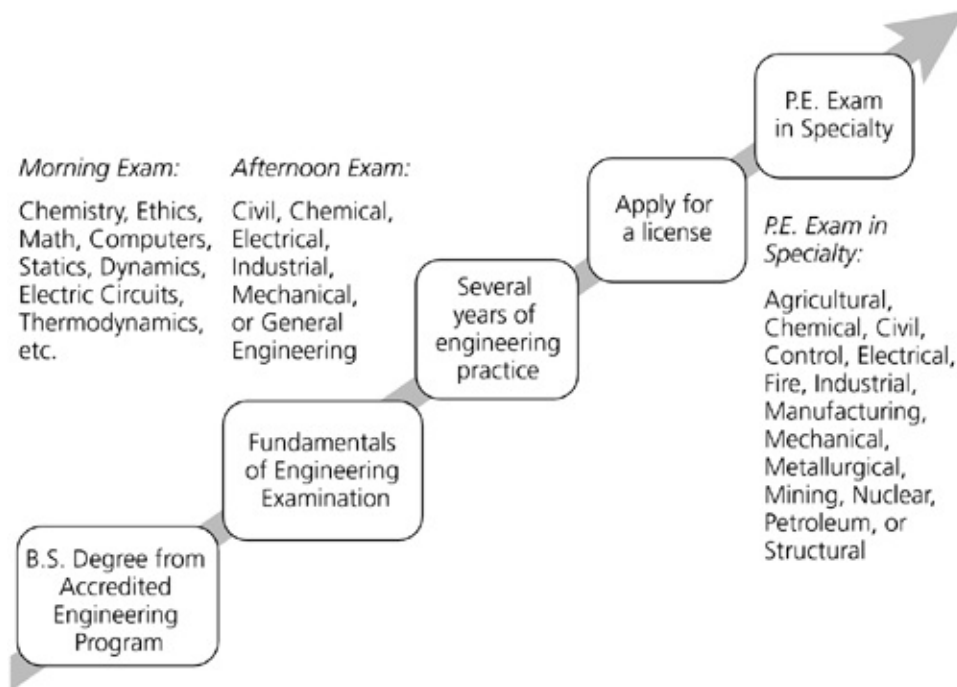 Morning Exam:
Chemistry, Ethics,
Math, Computers,
Statics, Dynamics,
Electric Circuits,
Thermodynamics,
etc.
Afternoon Exam:
Civil, Chemical,
Electrical,
Industrial,
Mechanical,
or General
Engineering
B.S. Degree from
Accredited
Engineering
Program
Fundamentals
of Engineering
Examination
Several
years of
engineering
practice
Apply for
a license
P.E. Exam
in Specialty
P.E. Exam in
Specialty:
Agricultural,
Chemical, Civil,
Control, Electrical,
Fire, Industrial,
Manufacturing,
Mechanical,
Metallurgical,
Mining, Nuclear,
Petroleum, or
Structural